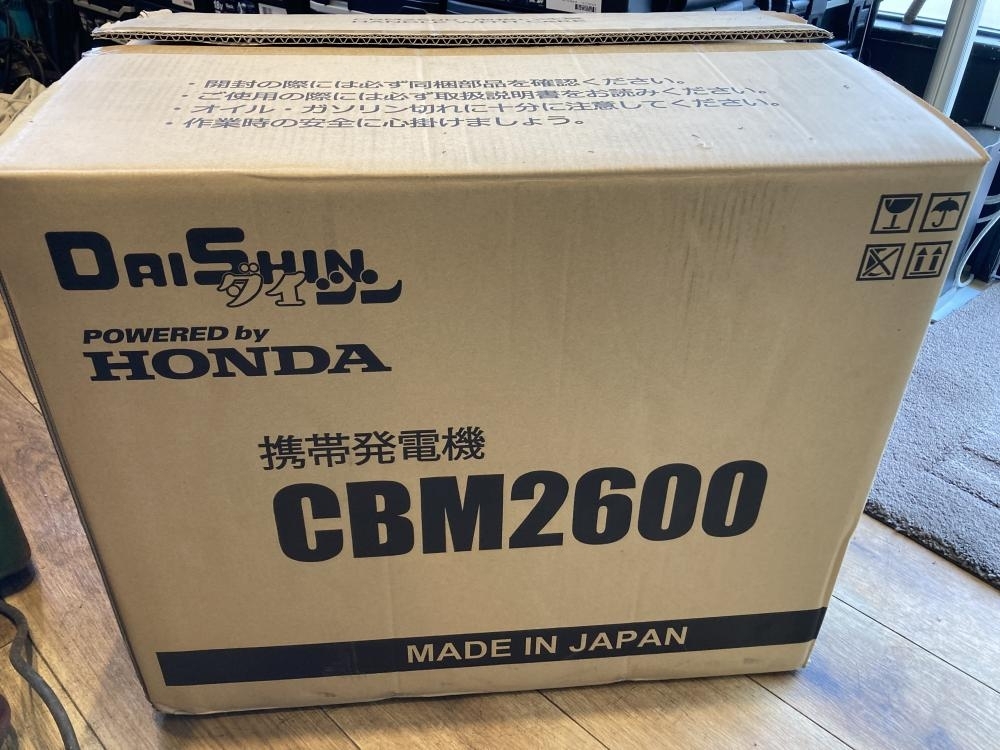 ・開封の際には必ず同梱部品を確認ください。
・ご使用の際には必ず取扱説明書をお読みください。
・オイル・ガソリン切れに十分に注意してください。
・作業時の安全に心掛けましょう。
DAISHIN
ダイシン
POWERED by
HONDA
携帯発電機
CBM2600
MADE IN JAPAN